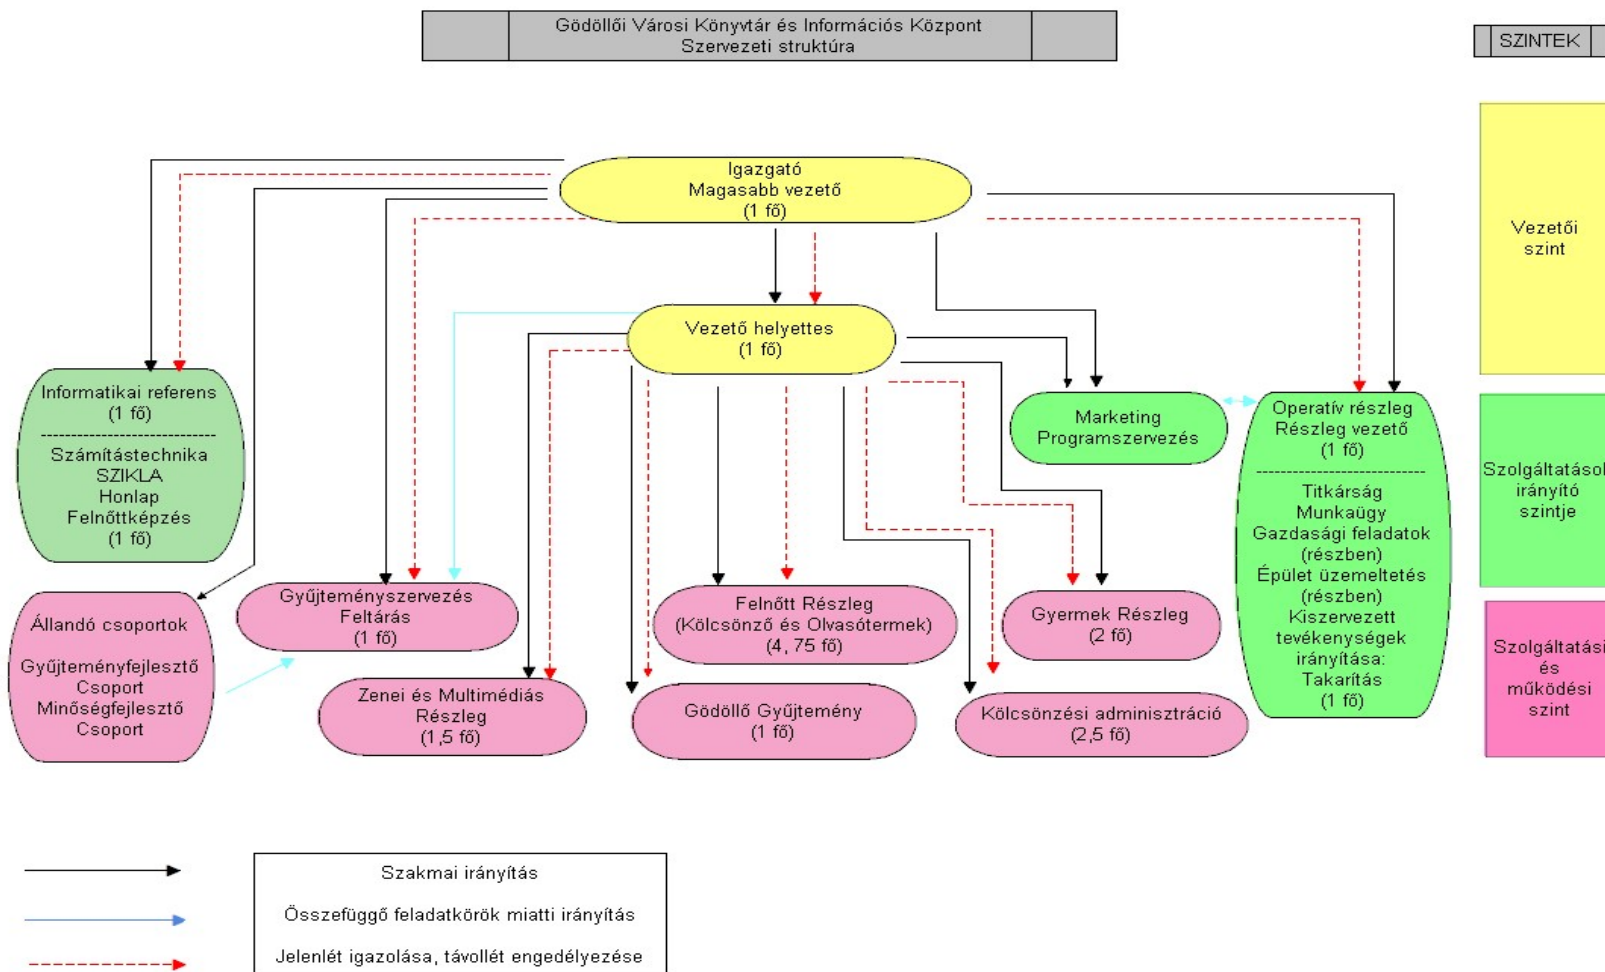 Gödöllői Városi Könyvtár és Információs Központ
Szervezeti struktúra
SZINTEK
Igazgató
Magasabb vezető
(1 fő)
Vezetői
szint
Vezető helyettes
(1 fő)
Informatikai referens
(1 fő)
----------------------------
Számítástechnika
SZIKLA
Honlap
Felnőttképzés
(1 fő)
Marketing
Programszervezés
Operatív részleg
Részleg vezető
(1 fő)
----------------------------
Titkárság
Munkaügy
Gazdasági feladatok
(részben)
Épület üzemeltetés
(részben)
Kiszervezett
tevékenységek
irányítása:
Takarítás
(1 fő)
Szolgáltatások
irányító
szintje
Állandó csoportok
Gyűjteményfejlesztő
Csoport
Minőségfejlesztő
Csoport
Gyűjteményszervezés
Feltárás
(1 fő)
Felnőtt Részleg
(Kölcsönző és Olvasótermek)
(4, 75 fő)
Gyermek Részleg
(2 fő)
Zenei és Multimédiás
Részleg
(1,5 fő)
Gödöllő Gyűjtemény
(1 fő)
Kölcsönzési adminisztráció
(2,5 fő)
Szolgáltatási
és
működési
szint
Szakmai irányítás
Összefüggő feladatkörök miatti irányítás
Jelenlét igazolása, távollét engedélyezése